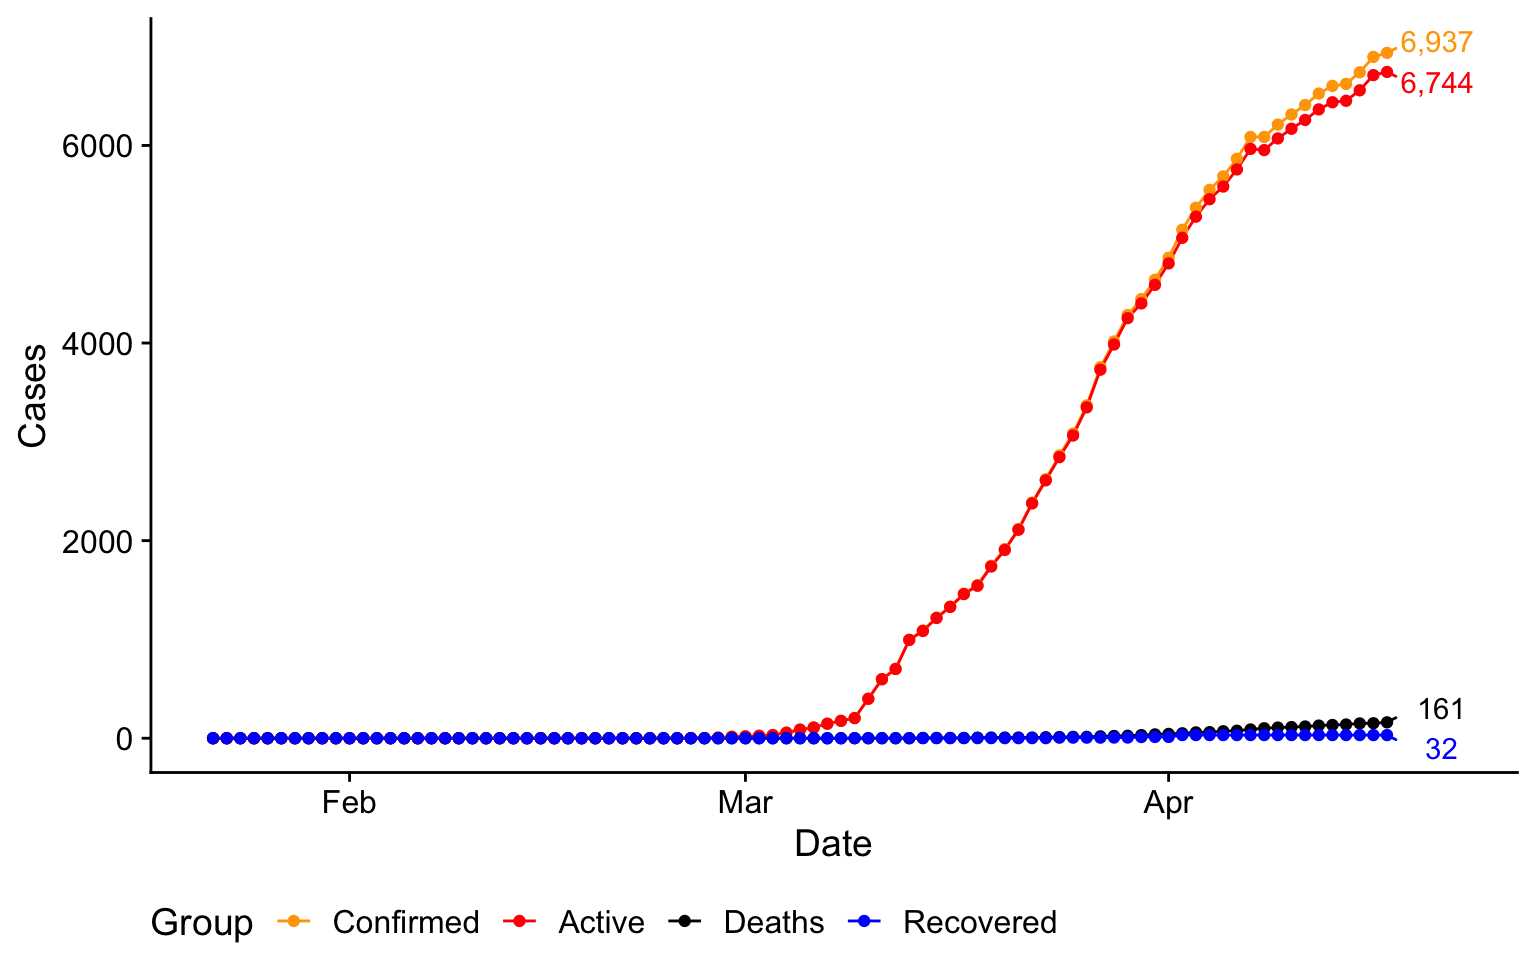 6,937
6,744
6000
4000
2000
0
Cases
161
32
Feb Mar Apr
Date
Group Confirmed Active Deaths Recovered